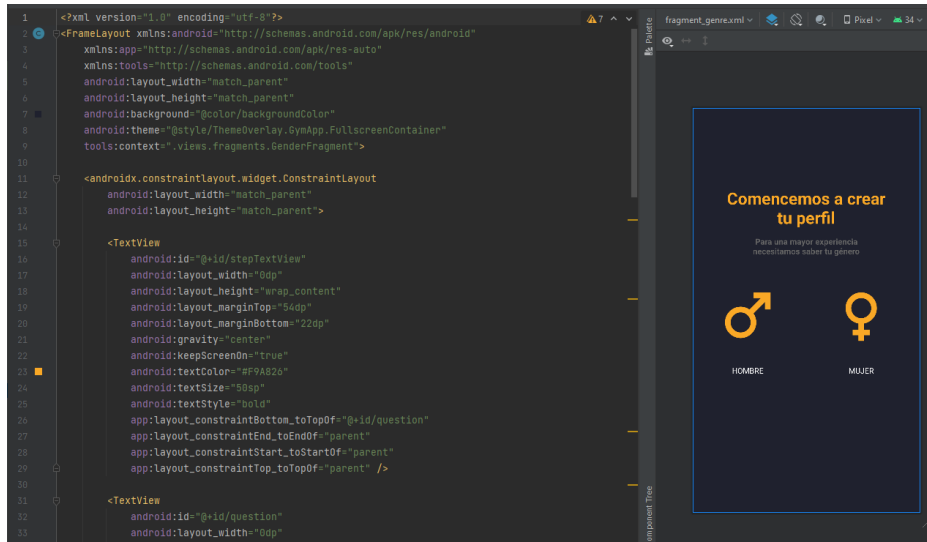 1 <?xml version="1.0" encoding="utf-8"?>
2 <FrameLayout xmlns:android="http://schemas.android.com/apk/res/android"
3 xmlns:app="http://schemas.android.com/apk/res-auto"
4 xmlns:tools="http://schemas.android.com/tools"
5 android:layout_width="match_parent"
6 android:layout_height="match_parent"
7 android:background="@color/backgroundColor"
8 android:theme="@style/ThemeOverlay.GymApp.FullscreenContainer"
9 tools:context=".views.fragments.GenderFragment">
10
11 <androidx.constraintlayout.widget.ConstraintLayout
12 android:layout_width="match_parent"
13 android:layout_height="match_parent">
14
15 <TextView
16 android:id="@+id/stepTextView"
17 android:layout_width="0dp"
18 android:layout_height="wrap_content"
19 android:layout_marginTop="54dp"
20 android:layout_marginBottom="22dp"
21 android:gravity="center"
22 android:keepScreenOn="true"
23 android:textColor="#F9A826"
24 android:textSize="50sp"
25 android:textStyle="bold"
26 app:layout_constraintBottom_toTopOf="@+id/question"
27 app:layout_constraintEnd_toEndOf="parent"
28 app:layout_constraintStart_toStartOf="parent"
29 app:layout_constraintTop_toTopOf="parent" />
30
31 <TextView
32 android:id="@+id/question"
33 android:layout_width="0dp"
7
C
Palette
omponent Tree
fragment_genre.xml
Pixel
34
Comencemos a crear
tu perfil
Para una mayor experiencia
necesitamos saber tu género
HOMBRE
MUJER